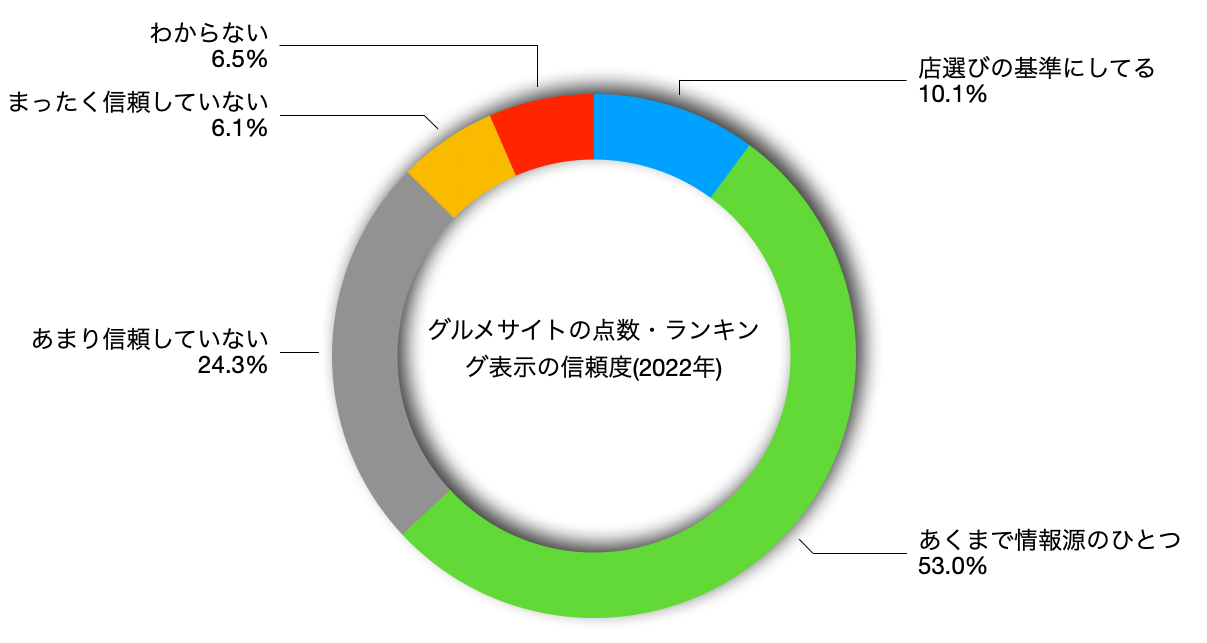 わからない
6.5%
まったく信頼していない
6.1%
あまり信頼していない
24.3%
店選びの基準にしてる
10.1%
あくまで情報源のひとつ
53.0%
グルメサイトの点数・ランキン
グ表示の信頼度(2022年)